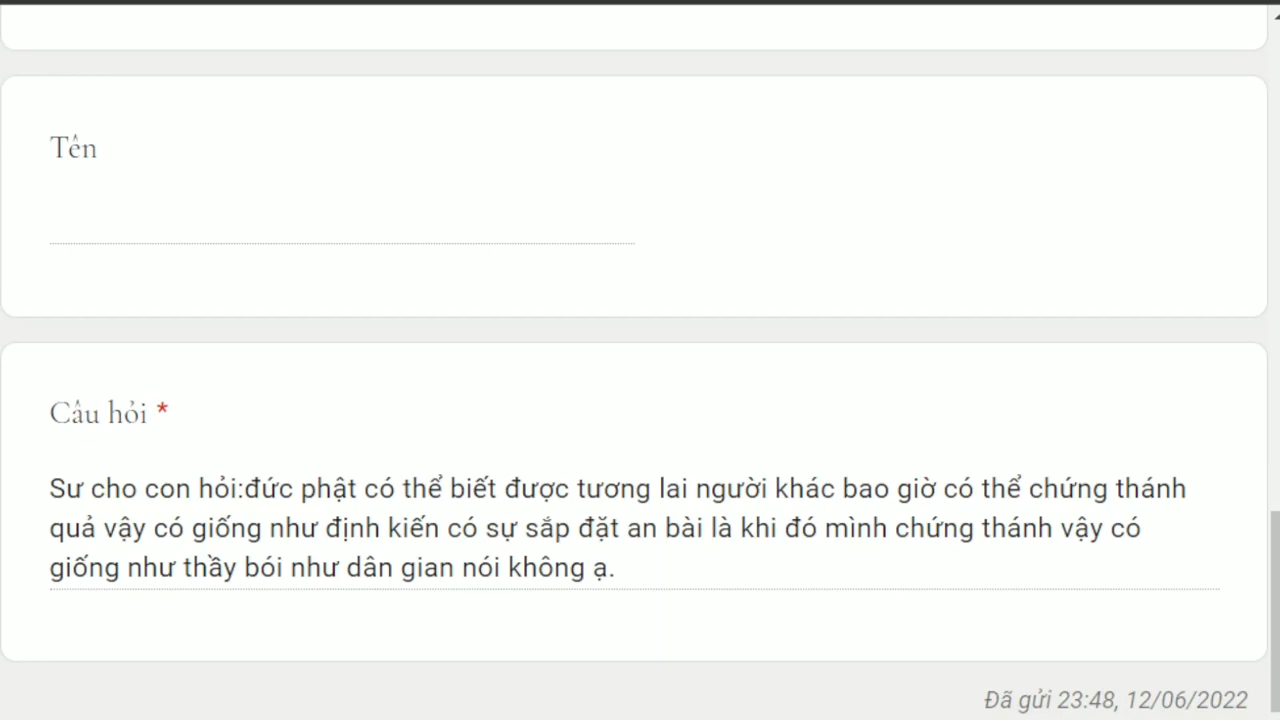 Tên
Câu hỏi *
Sư cho con hỏi:đức phật có thể biết được tương lai người khác bao giờ có thể chứng thánh
quả vậy có giống như định kiến có sự sắp đặt an bài là khi đó mình chứng thánh vậy có
giống như thầy bói như dân gian nói không ạ.
Đã gửi 23:48, 12/06/2022